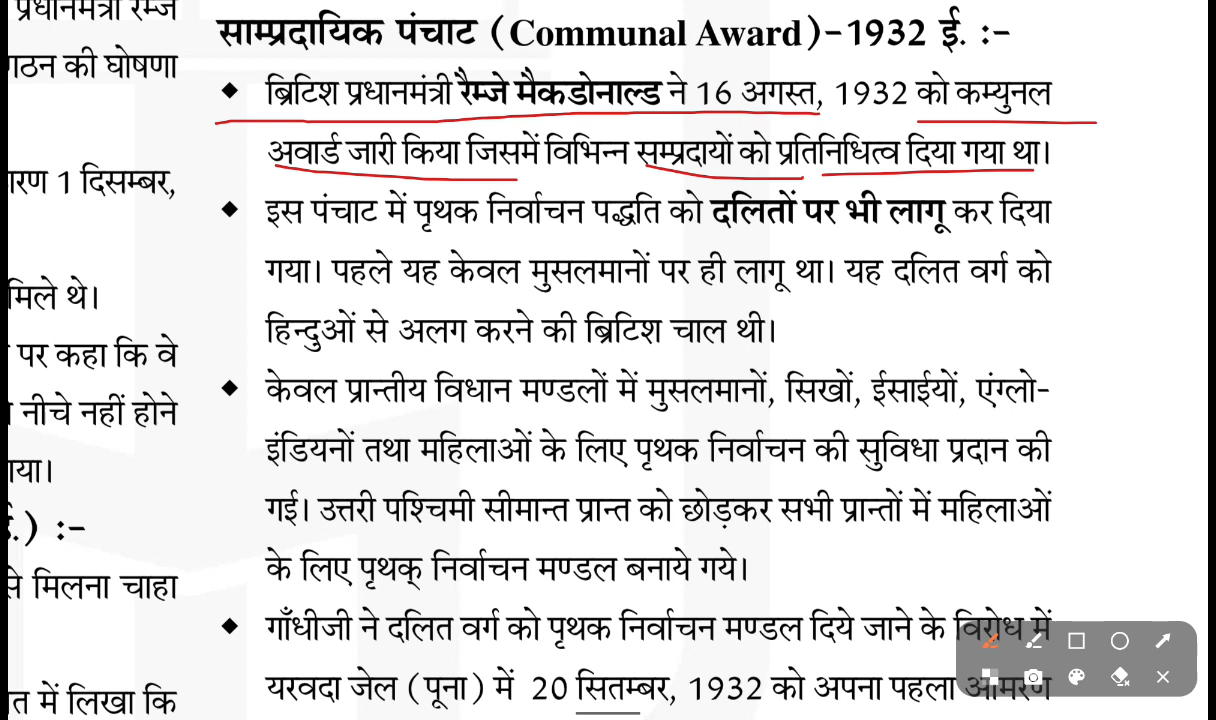 प्रधानमंत्री रैम्जे
गठन की घोषणा
रण 1 दिसम्बर,
मिले थे।
पर कहा कि वे
नीचे नहीं होने
गया।
ई.) :-
से मिलना चाहा
त में लिखा कि
साम्प्रदायिक पंचाट (Communal Award)-1932 ई. :-
◆ ब्रिटिश प्रधानमंत्री रैम्जे मैकडोनाल्ड ने 16 अगस्त, 1932 को कम्युनल
अवार्ड जारी किया जिसमें विभिन्न सम्प्रदायों को प्रतिनिधित्व दिया गया था।
◆ इस पंचाट में पृथक निर्वाचन पद्धति को दलितों पर भी लागू कर दिया
गया। पहले यह केवल मुसलमानों पर ही लागू था। यह दलित वर्ग को
हिन्दुओं से अलग करने की ब्रिटिश चाल थी।
◆ केवल प्रान्तीय विधान मण्डलों में मुसलमानों, सिखों, ईसाईयों, एंग्लो-
इंडियनों तथा महिलाओं के लिए पृथक निर्वाचन की सुविधा प्रदान की
गई। उत्तरी पश्चिमी सीमान्त प्रान्त को छोड़कर सभी प्रान्तों में महिलाओं
के लिए पृथक् निर्वाचन मण्डल बनाये गये।
◆ गाँधीजी ने दलित वर्ग को पृथक निर्वाचन मण्डल दिये जाने के विरोध में
यरवदा जेल (पूना) में 20 सितम्बर, 1932 को अपना पहला आमरण